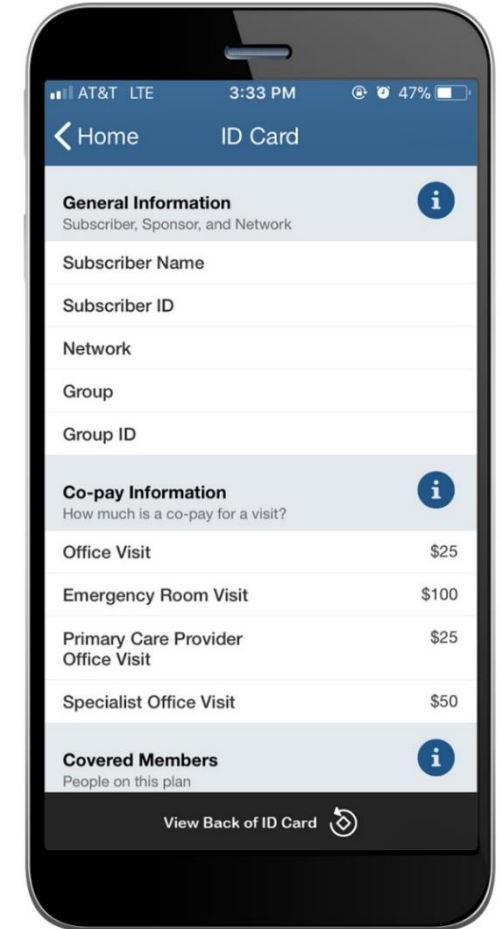 AT&T LTE 3:33 PM 47%
Home ID Card
General Information
Subscriber, Sponsor, and Network
Subscriber Name
Subscriber ID
Network
Group
Group ID
Co-pay Information
How much is a co-pay for a visit?
Office Visit $25
Emergency Room Visit $100
Primary Care Provider $25
Office Visit
Specialist Office Visit $50
Covered Members
People on this plan
View Back of ID Card